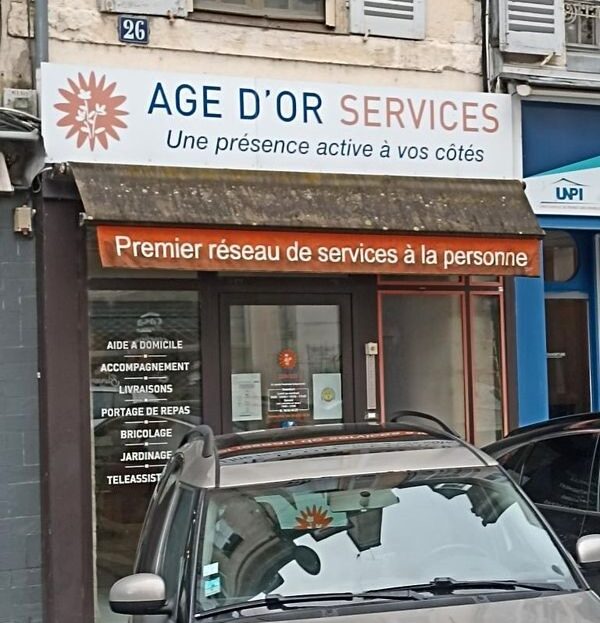 26
AGE D'OR SERVICES
Une présence active à vos côtés
UNPI
Premier réseau de services à la personne
AIDE A DOMICILE
ACCOMPAGNEMENT
LIVRAISONS
PORTAGE DE REPAS
BRICOLAGE
JARDINAGE